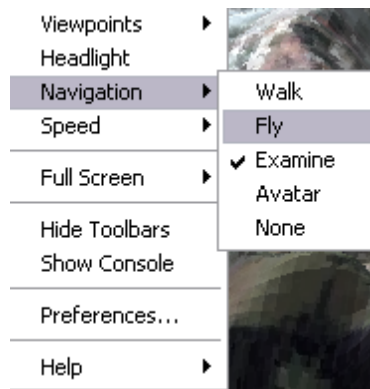 Viewpoints
Headlight
Navigation
Speed
Full Screen
Hide Toolbars
Show Console
Preferences...
Help
Walk
Fly
Examine
Avatar
None